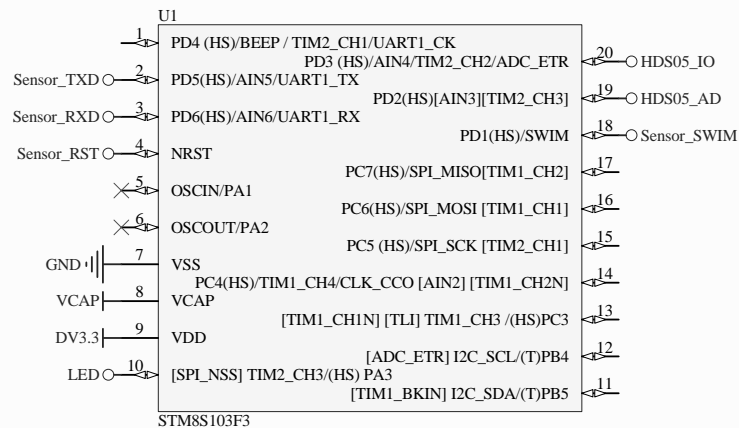 U1
1 PD4 (HS)/BEEP / TIM2_CH1/UART1_CK
PD3 (HS)/AIN4/TIM2_CH2/ADC_ETR 20 HDS05_IO
Sensor_TXD 2 PD5(HS)/AIN5/UART1_TX
PD2(HS)[AIN3][TIM2_CH3] 19 HDS05_AD
Sensor_RXD 3 PD6(HS)/AIN6/UART1_RX
PD1(HS)/SWIM 18 Sensor_SWIM
Sensor_RST 4 NRST
PC7(HS)/SPI_MISO[TIM1_CH2] 17
5 OSCIN/PA1
PC6(HS)/SPI_MOSI [TIM1_CH1] 16
6 OSCOUT/PA2
PC5 (HS)/SPI_SCK [TIM2_CH1] 15
GND 7 VSS
PC4(HS)/TIM1_CH4/CLK_CCO [AIN2] [TIM1_CH2N] 14
VCAP 8 VCAP
[TIM1_CH1N] [TLI] TIM1_CH3 /(HS)PC3 13
DV3.3 9 VDD
[ADC_ETR] I2C_SCL/(T)PB4 12
LED 10 [SPI_NSS] TIM2_CH3/(HS) PA3
[TIM1_BKIN] I2C_SDA/(T)PB5 11
STM8S103F3